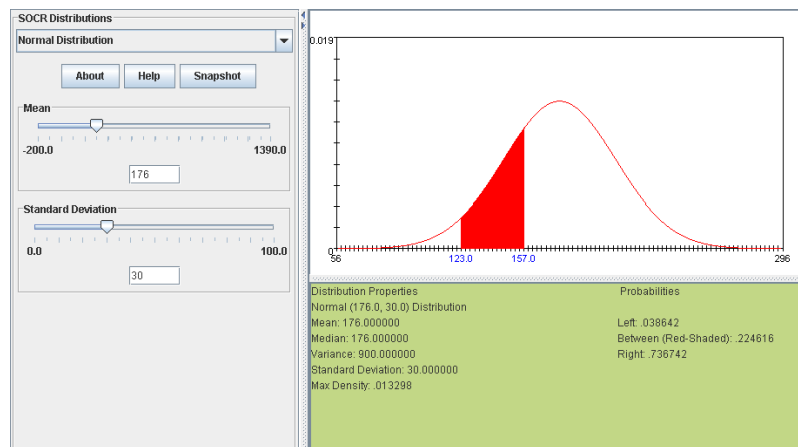 SOCR Distributions
Normal Distribution
About Help Snapshot
Mean
-200.0 1390.0
176
Standard Deviation
0.0 100.0
30
0.019
0
56 123.0 157.0 296
Distribution Properties Probabilities
Normal (176.0, 30.0) Distribution
Mean: 176.000000 Left: .038642
Median: 176.000000 Between (Red-Shaded): .224616
Variance: 900.000000 Right: .736742
Standard Deviation: 30.000000
Max Density: .013298